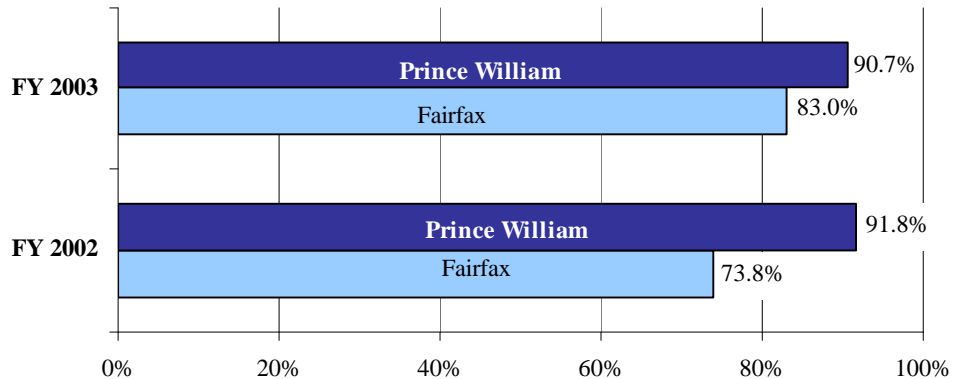 Prince William 90.7%
FY 2003
Fairfax 83.0%
Prince William 91.8%
FY 2002
Fairfax 73.8%
0% 20% 40% 60% 80% 100%